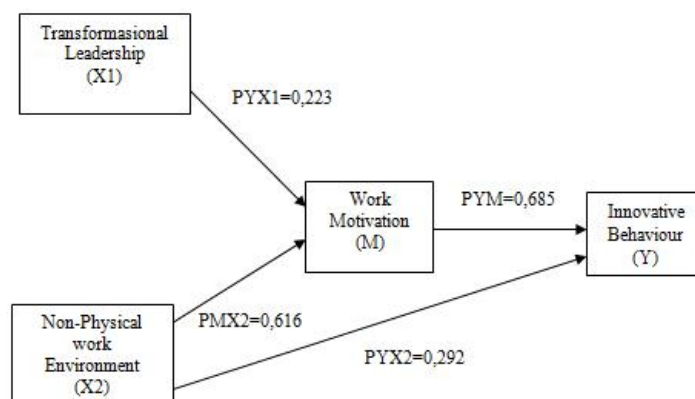 Transformasional
Leadership
(X1)
PYX1=0,223
Work
Motivation
(M)
PYM=0,685
Innovative
Behaviour
(Y)
Non-Physical
work
Environment
(X2)
PMX2=0,616
PYX2=0,292